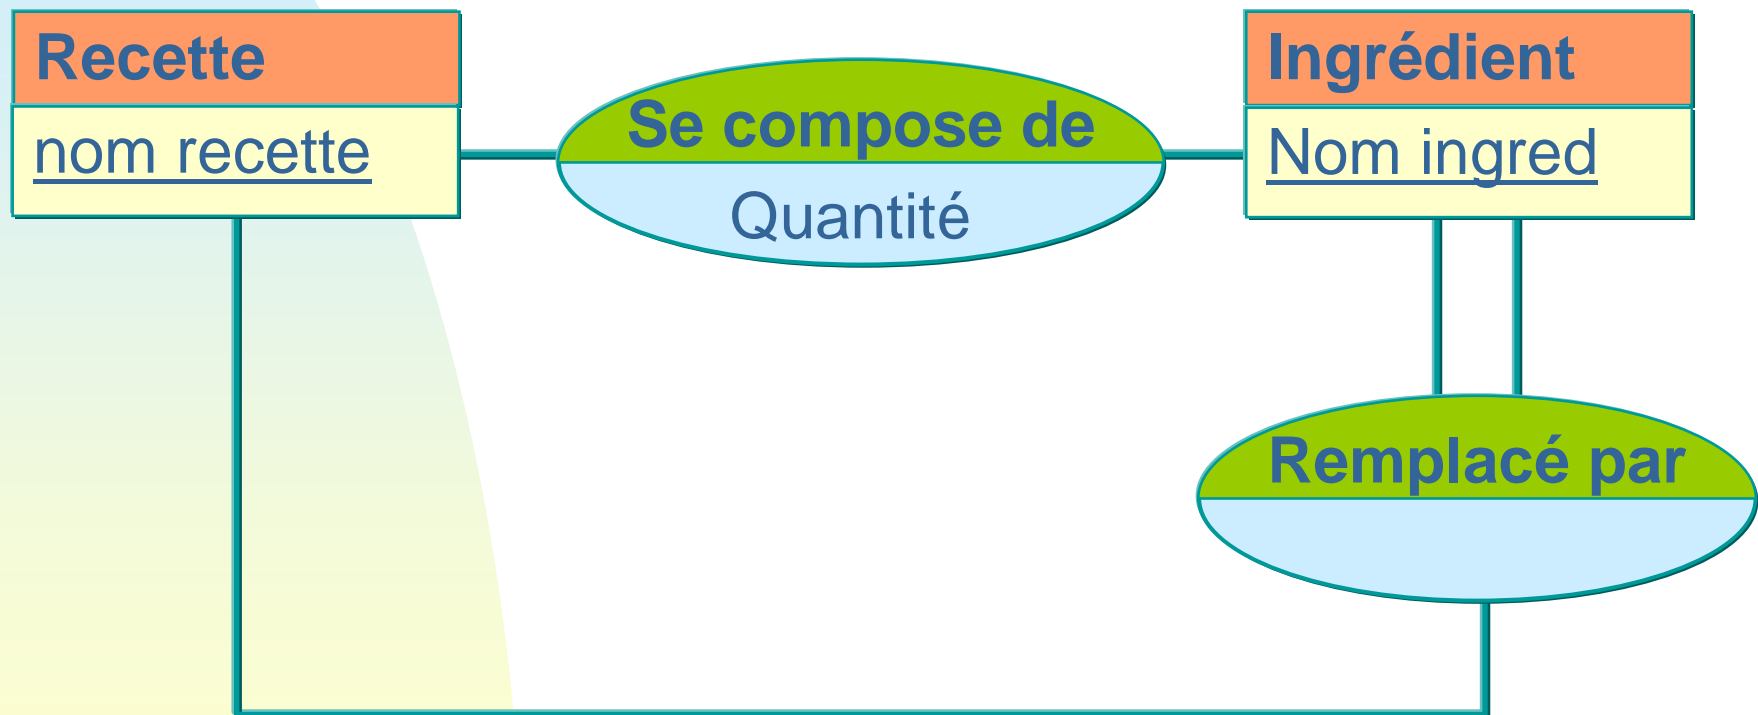 Recette
nom recette
Se compose de
Quantité
Ingrédient
Nom ingred
Remplacé par